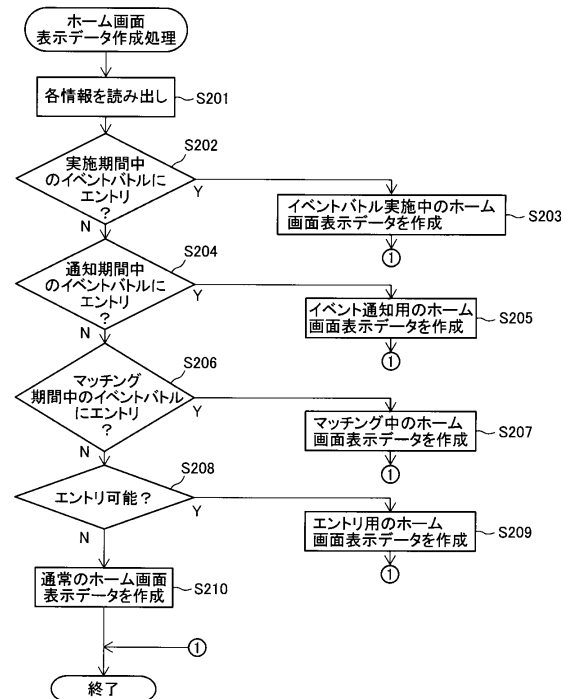 ホーム画面
表示データ作成処理
各情報を読み出し
S201
S202
実施期間中
のイベントバトルに
エントリ
?
Y
N
イベントバトル実施中のホーム
画面表示データを作成
S203
①
S204
通知期間中
のイベントバトルに
エントリ
?
Y
N
イベント通知用のホーム
画面表示データを作成
S205
①
S206
マッチング
期間中のイベントバトル
にエントリ
?
Y
N
マッチング中のホーム
画面表示データを作成
S207
①
S208
エントリ可能?
Y
N
エントリ用のホーム
画面表示データを作成
S209
①
通常のホーム画面
表示データを作成
S210
①
終了